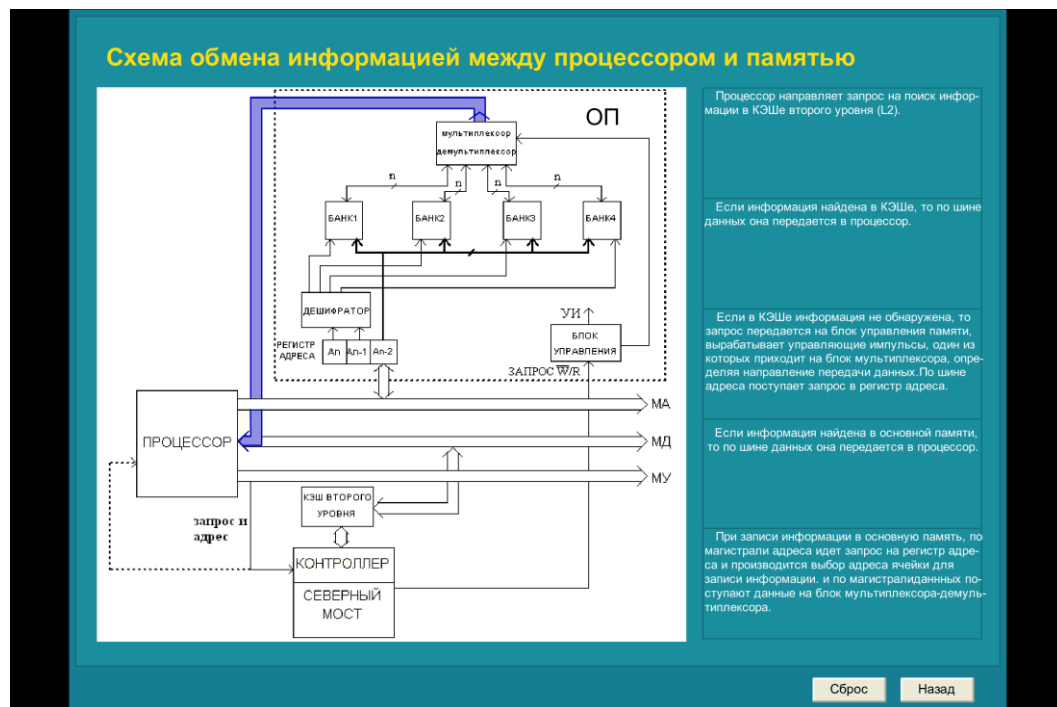 Схема обмена информацией между процессором и памятью
ОП
мультиплексор
демультиплексор
n
n
n
n
БАНК1
БАНК2
БАНК3
БАНК4
ДЕШИФРАТОР
РЕГИСТР
АДРЕСА
An
An-1
An-2
УИ
БЛОК
УПРАВЛЕНИЯ
ЗАПРОС W̅/R
МА
ПРОЦЕССОР
МД
МУ
КЭШ ВТОРОГО
УРОВНЯ
запрос и
адрес
КОНТРОЛЛЕР
СЕВЕРНЫЙ
МОСТ
Процессор направляет запрос на поиск инфор-
мации в КЭШе второго уровня (L2).
Если информация найдена в КЭШе, то по шине
данных она передается в процессор.
Если в КЭШе информация не обнаружена, то
запрос передается на блок управления памяти,
вырабатывает управляющие импульсы, один из
которых приходит на блок мультиплексора, опре-
деляя направление передачи данных.По шине
адреса поступает запрос в регистр адреса.
Если информация найдена в основной памяти,
то по шине данных она передается в процессор.
При записи информации в основную память, по
магистрали адреса идет запрос на регистр адре-
са и производится выбор адреса ячейки для
записи информации. и по магистралиданнных по-
ступают данные на блок мультиплексора-демуль-
типлексора.
Сброс
Назад